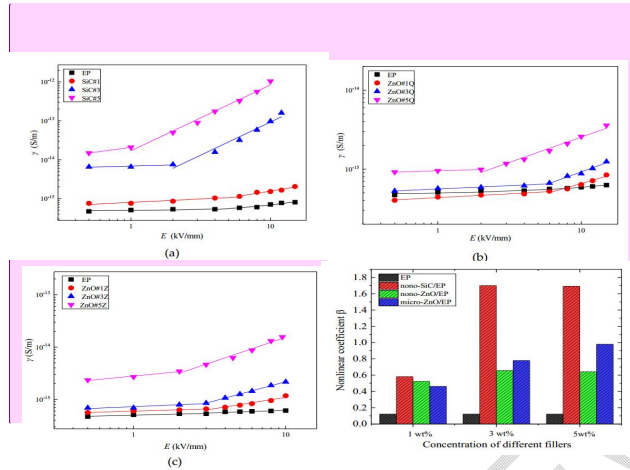 EP
SiC#1
SiC#3
SiC#5
10⁻¹²
10⁻¹³
10⁻¹⁴
10⁻¹⁵
γ (S/m)
1
10
E (kV/mm)
(a)
EP
ZnO#1Q
ZnO#3Q
ZnO#5Q
10⁻¹⁴
10⁻¹⁵
γ (S/m)
1
10
E (kV/mm)
(b)
EP
ZnO#1Z
ZnO#3Z
ZnO#5Z
10⁻¹³
10⁻¹⁴
10⁻¹⁵
γ (S/m)
1
10
E (kV/mm)
(c)
EP
nono-SiC/EP
nono-ZnO/EP
micro-ZnO/EP
1.8
1.6
1.4
1.2
1.0
0.8
0.6
0.4
0.2
0.0
Nonlinear coefficient β
1 wt%
3 wt%
5wt%
Concentration of different fillers